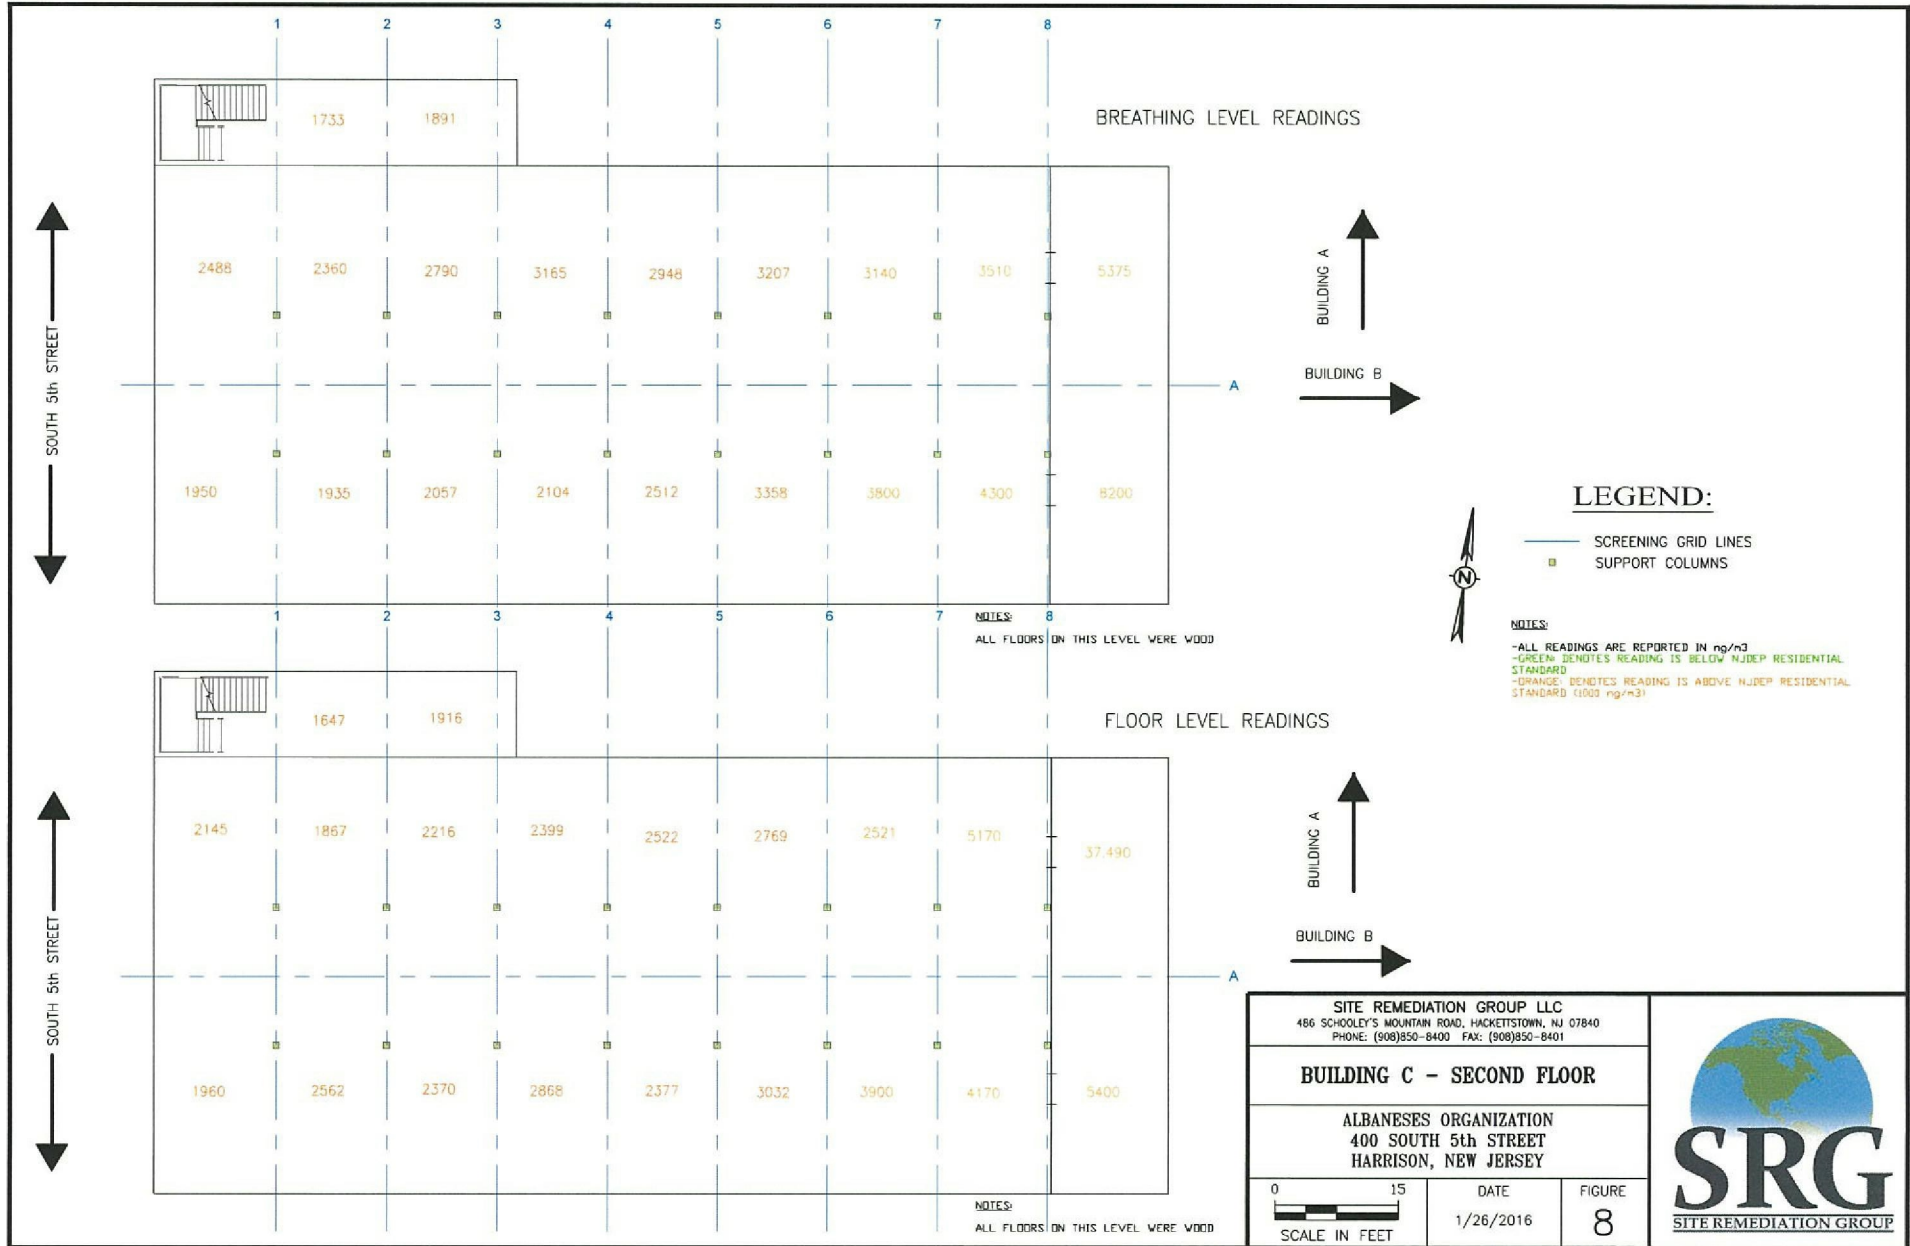 1 2 3 4 5 6 7 8
BREATHING LEVEL READINGS
1733 1891
2488 2360 2790 3165 2948 3207 3140 3510 5375
SOUTH 5th STREET
BUILDING A
BUILDING B
A
1950 1935 2057 2104 2512 3358 3800 4300 8200
LEGEND:
SCREENING GRID LINES
SUPPORT COLUMNS
N
1 2 3 4 5 6 7 8
NOTES:
ALL FLOORS ON THIS LEVEL WERE WOOD
NOTES:
-ALL READINGS ARE REPORTED IN ng/m3
-GREEN: DENOTES READING IS BELOW NJDEP RESIDENTIAL
STANDARD
-ORANGE: DENOTES READING IS ABOVE NJDEP RESIDENTIAL
STANDARD (1000 ng/m3)
FLOOR LEVEL READINGS
1647 1916
2145 1867 2216 2399 2522 2769 2521 5170 37,490
SOUTH 5th STREET
BUILDING A
BUILDING B
A
1960 2562 2370 2868 2377 3032 3900 4170 5400
NOTES:
ALL FLOORS ON THIS LEVEL WERE WOOD
SITE REMEDIATION GROUP LLC
486 SCHOOLEY'S MOUNTAIN ROAD, HACKETTSTOWN, NJ 07840
PHONE: (908)850-8400 FAX: (908)850-8401
BUILDING C - SECOND FLOOR
ALBANESES ORGANIZATION
400 SOUTH 5th STREET
HARRISON, NEW JERSEY
0 15
SCALE IN FEET
DATE
1/26/2016
FIGURE
8
SRG
SITE REMEDIATION GROUP